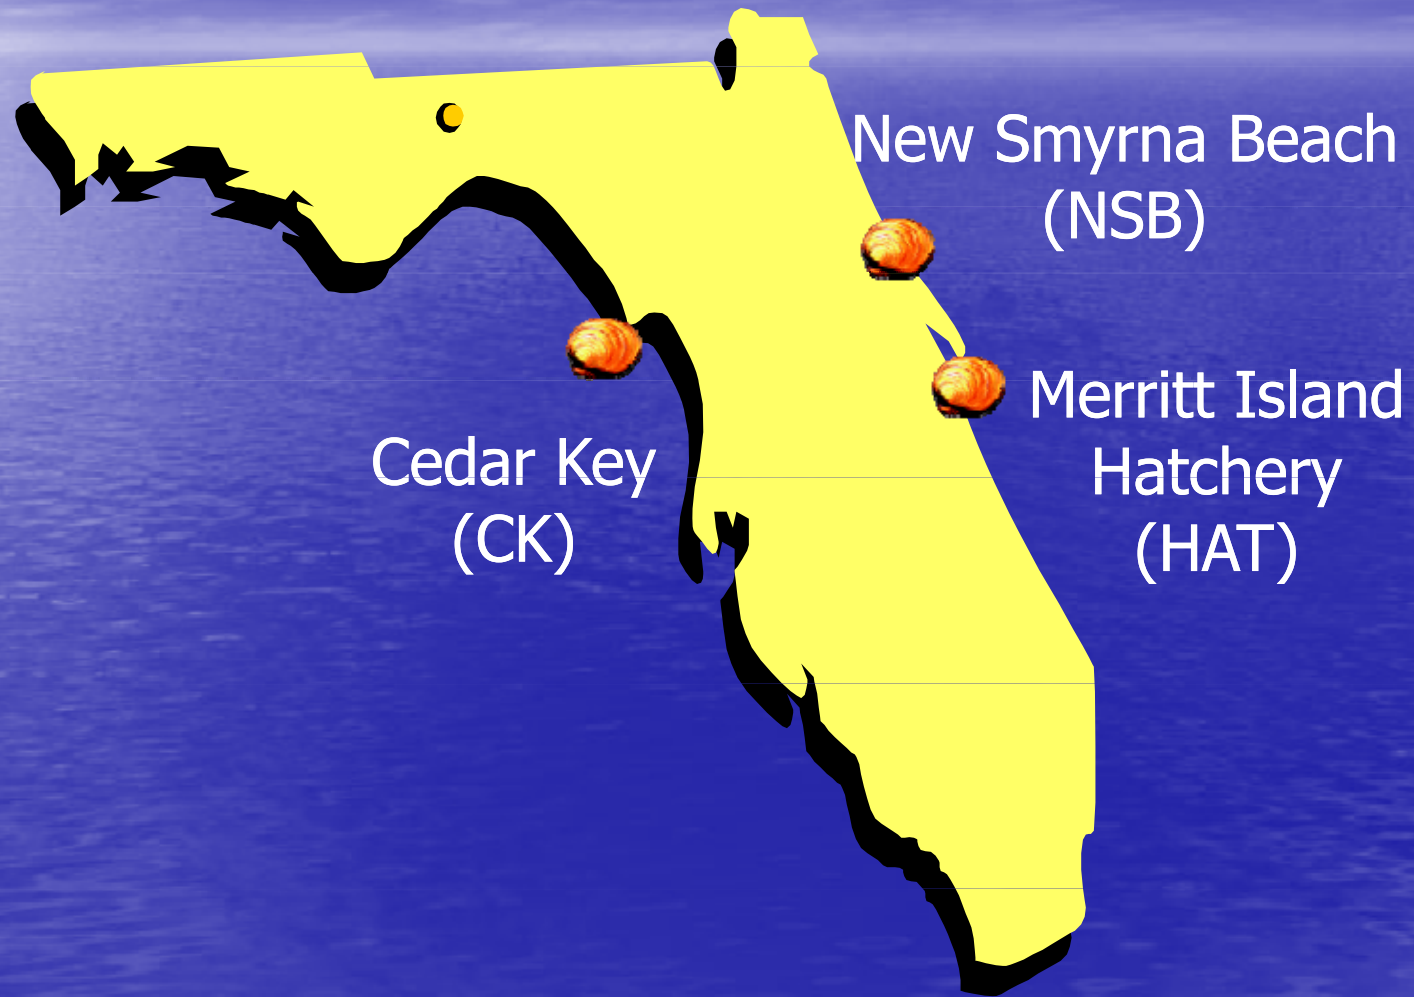 New Smyrna Beach
(NSB)
Merritt Island
Hatchery
(HAT)
Cedar Key
(CK)